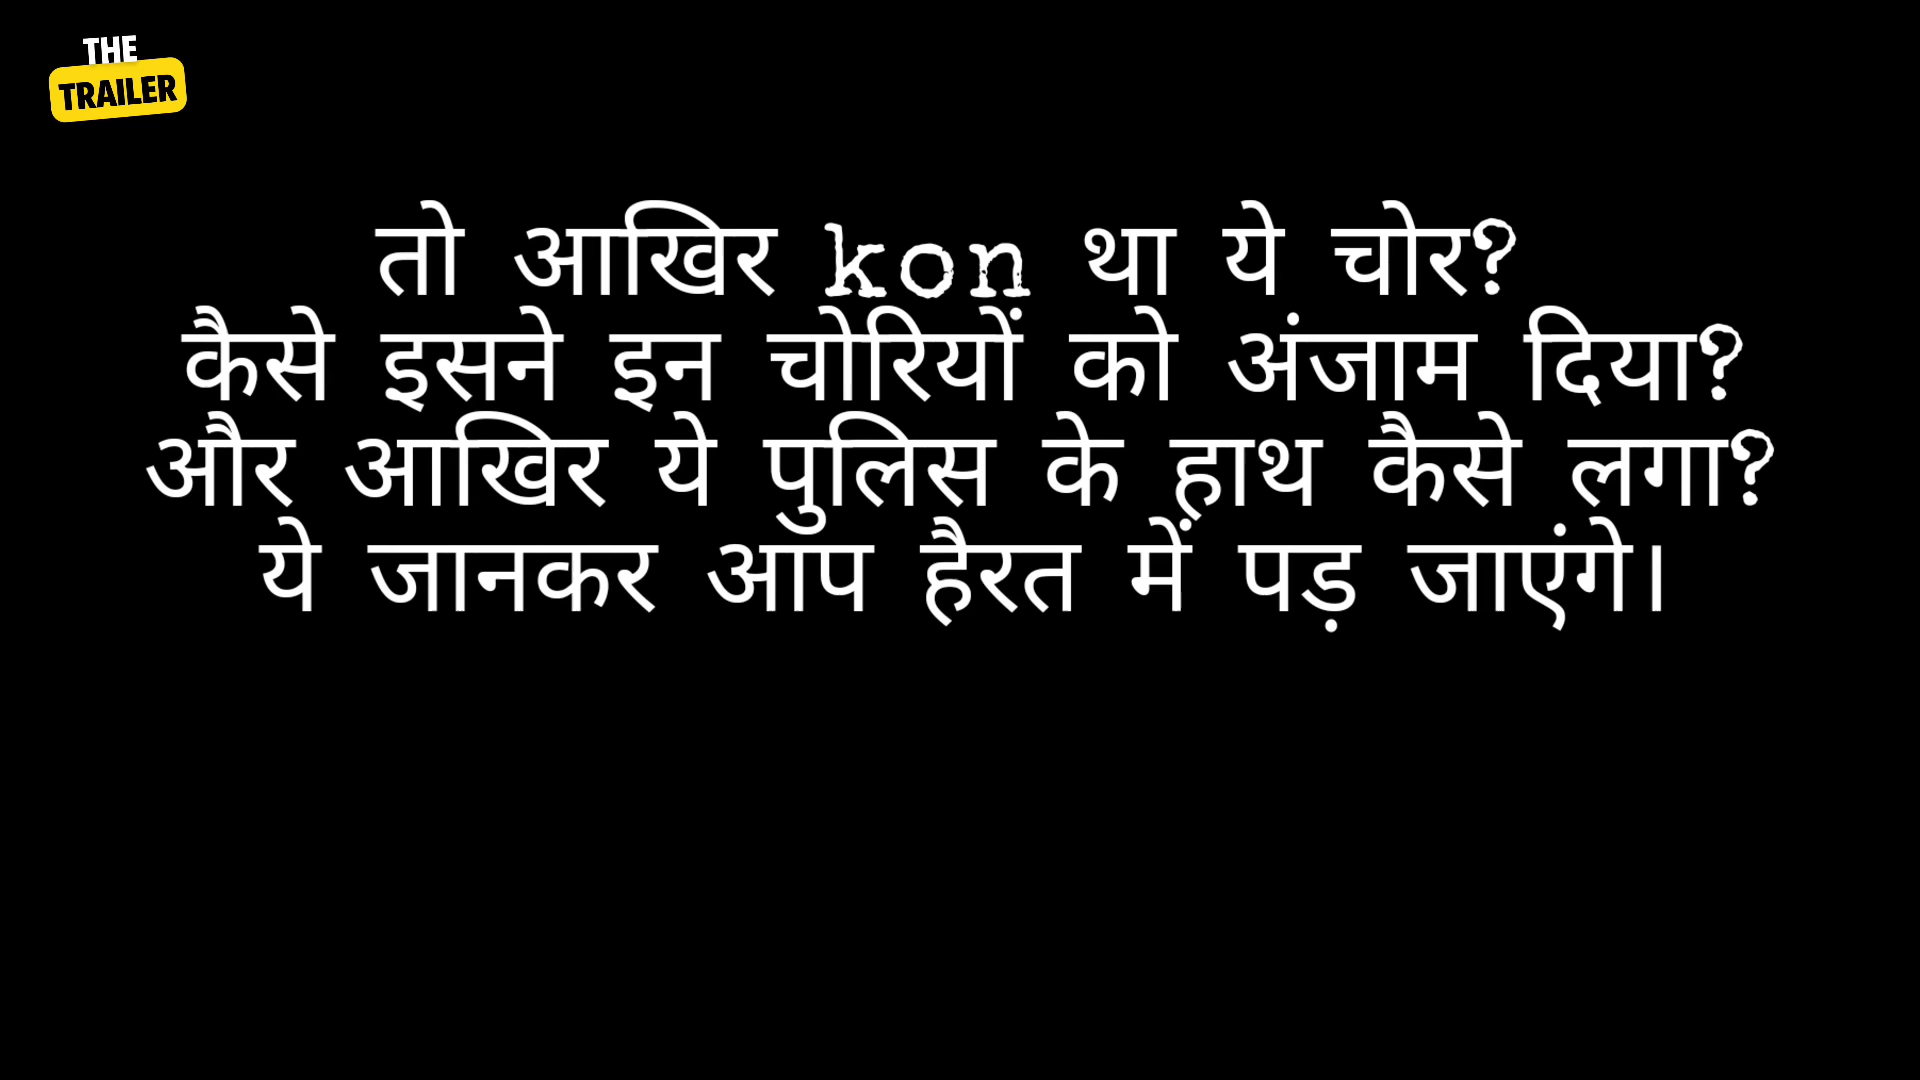 THE
TRAILER
तो आखिर kon था ये चोर?
कैसे इसने इन चोरियों को अंजाम दिया?
और आखिर ये पुलिस के हाथ कैसे लगा?
ये जानकर आप हैरत में पड़ जाएंगे।